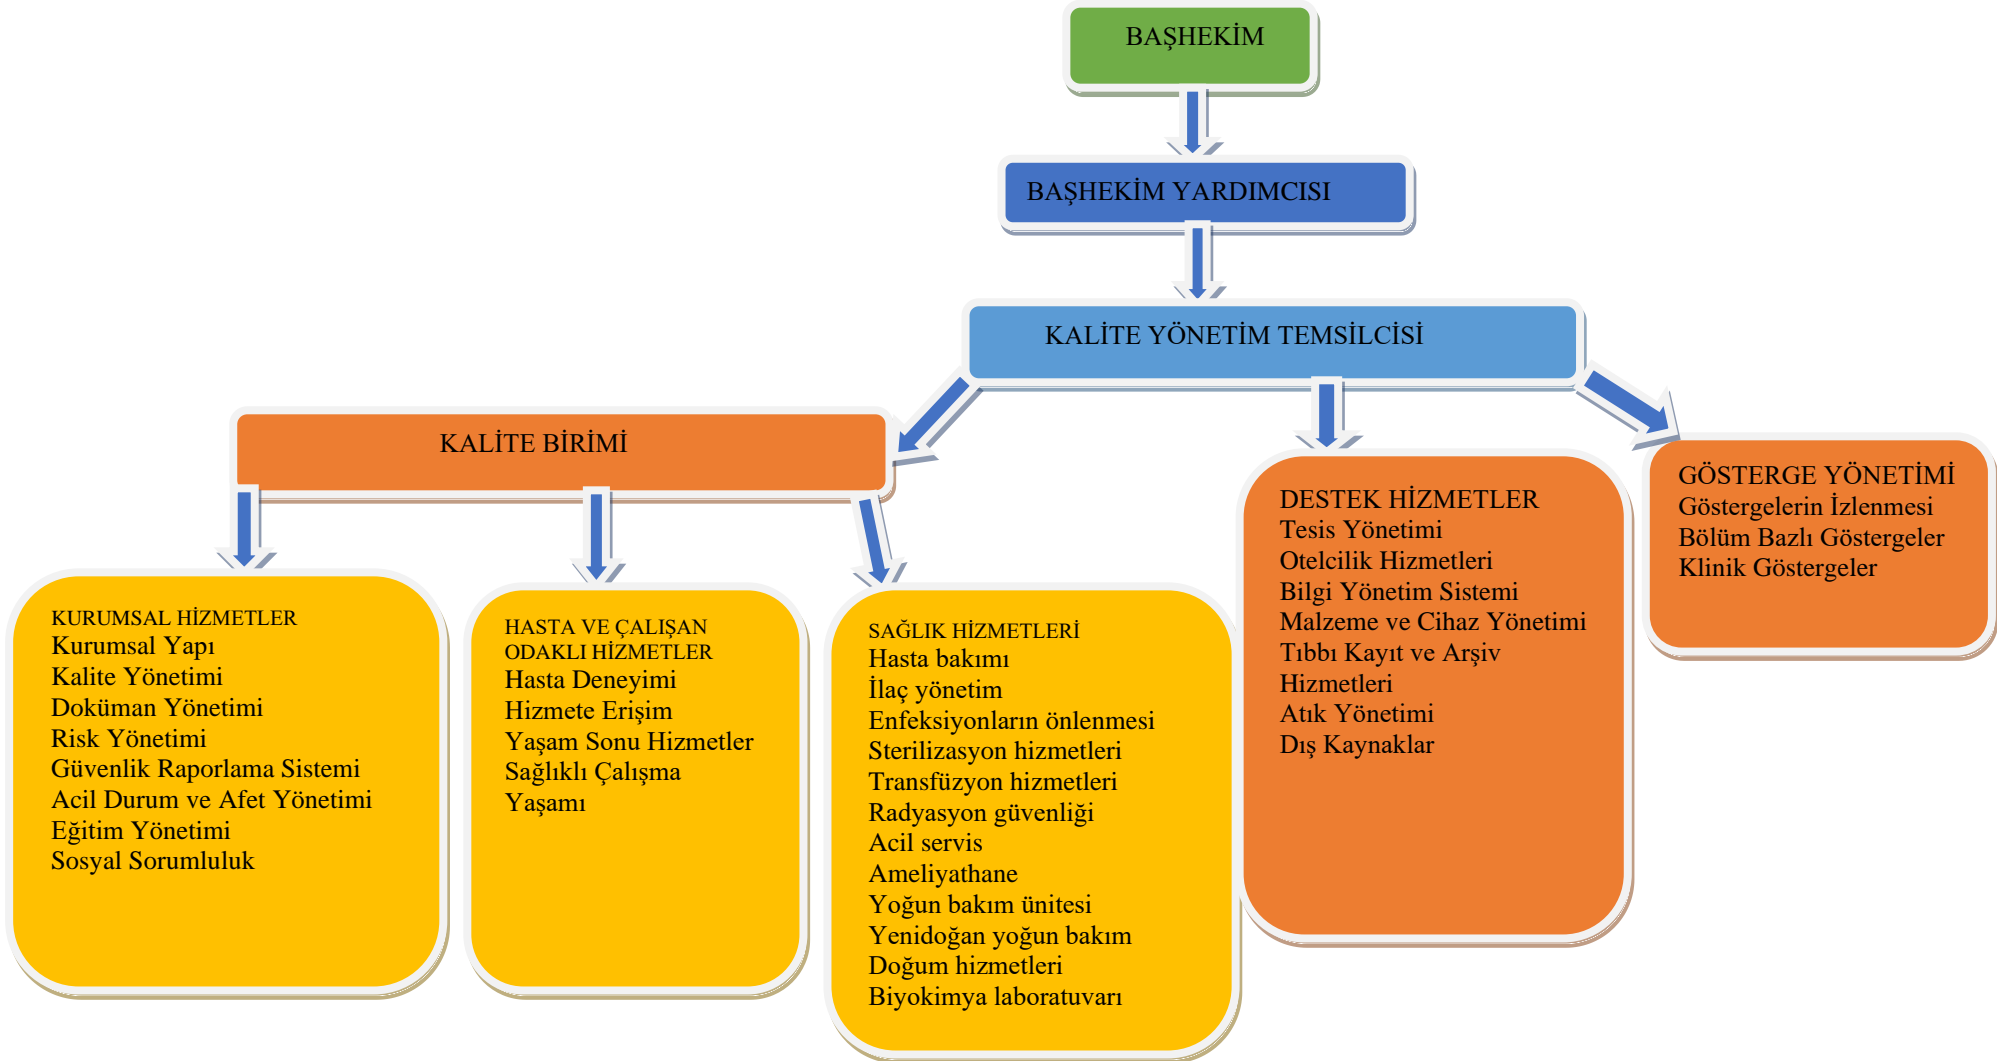 BAŞHEKİM
BAŞHEKİM YARDIMCISI
KALİTE YÖNETİM TEMSİLCİSİ
KALİTE BİRİMİ
KURUMSAL HİZMETLER
Kurumsal Yapı
Kalite Yönetimi
Doküman Yönetimi
Risk Yönetimi
Güvenlik Raporlama Sistemi
Acil Durum ve Afet Yönetimi
Eğitim Yönetimi
Sosyal Sorumluluk
HASTA VE ÇALIŞAN
ODAKLI HİZMETLER
Hasta Deneyimi
Hizmete Erişim
Yaşam Sonu Hizmetler
Sağlıklı Çalışma
Yaşamı
SAĞLIK HİZMETLERİ
Hasta bakımı
İlaç yönetim
Enfeksiyonların önlenmesi
Sterilizasyon hizmetleri
Transfüzyon hizmetleri
Radyasyon güvenliği
Acil servis
Ameliyathane
Yoğun bakım ünitesi
Yenidoğan yoğun bakım
Doğum hizmetleri
Biyokimya laboratuvarı
DESTEK HİZMETLER
Tesis Yönetimi
Otelcilik Hizmetleri
Bilgi Yönetim Sistemi
Malzeme ve Cihaz Yönetimi
Tıbbı Kayıt ve Arşiv
Hizmetleri
Atık Yönetimi
Dış Kaynaklar
GÖSTERGE YÖNETİMİ
Göstergelerin İzlenmesi
Bölüm Bazlı Göstergeler
Klinik Göstergeler